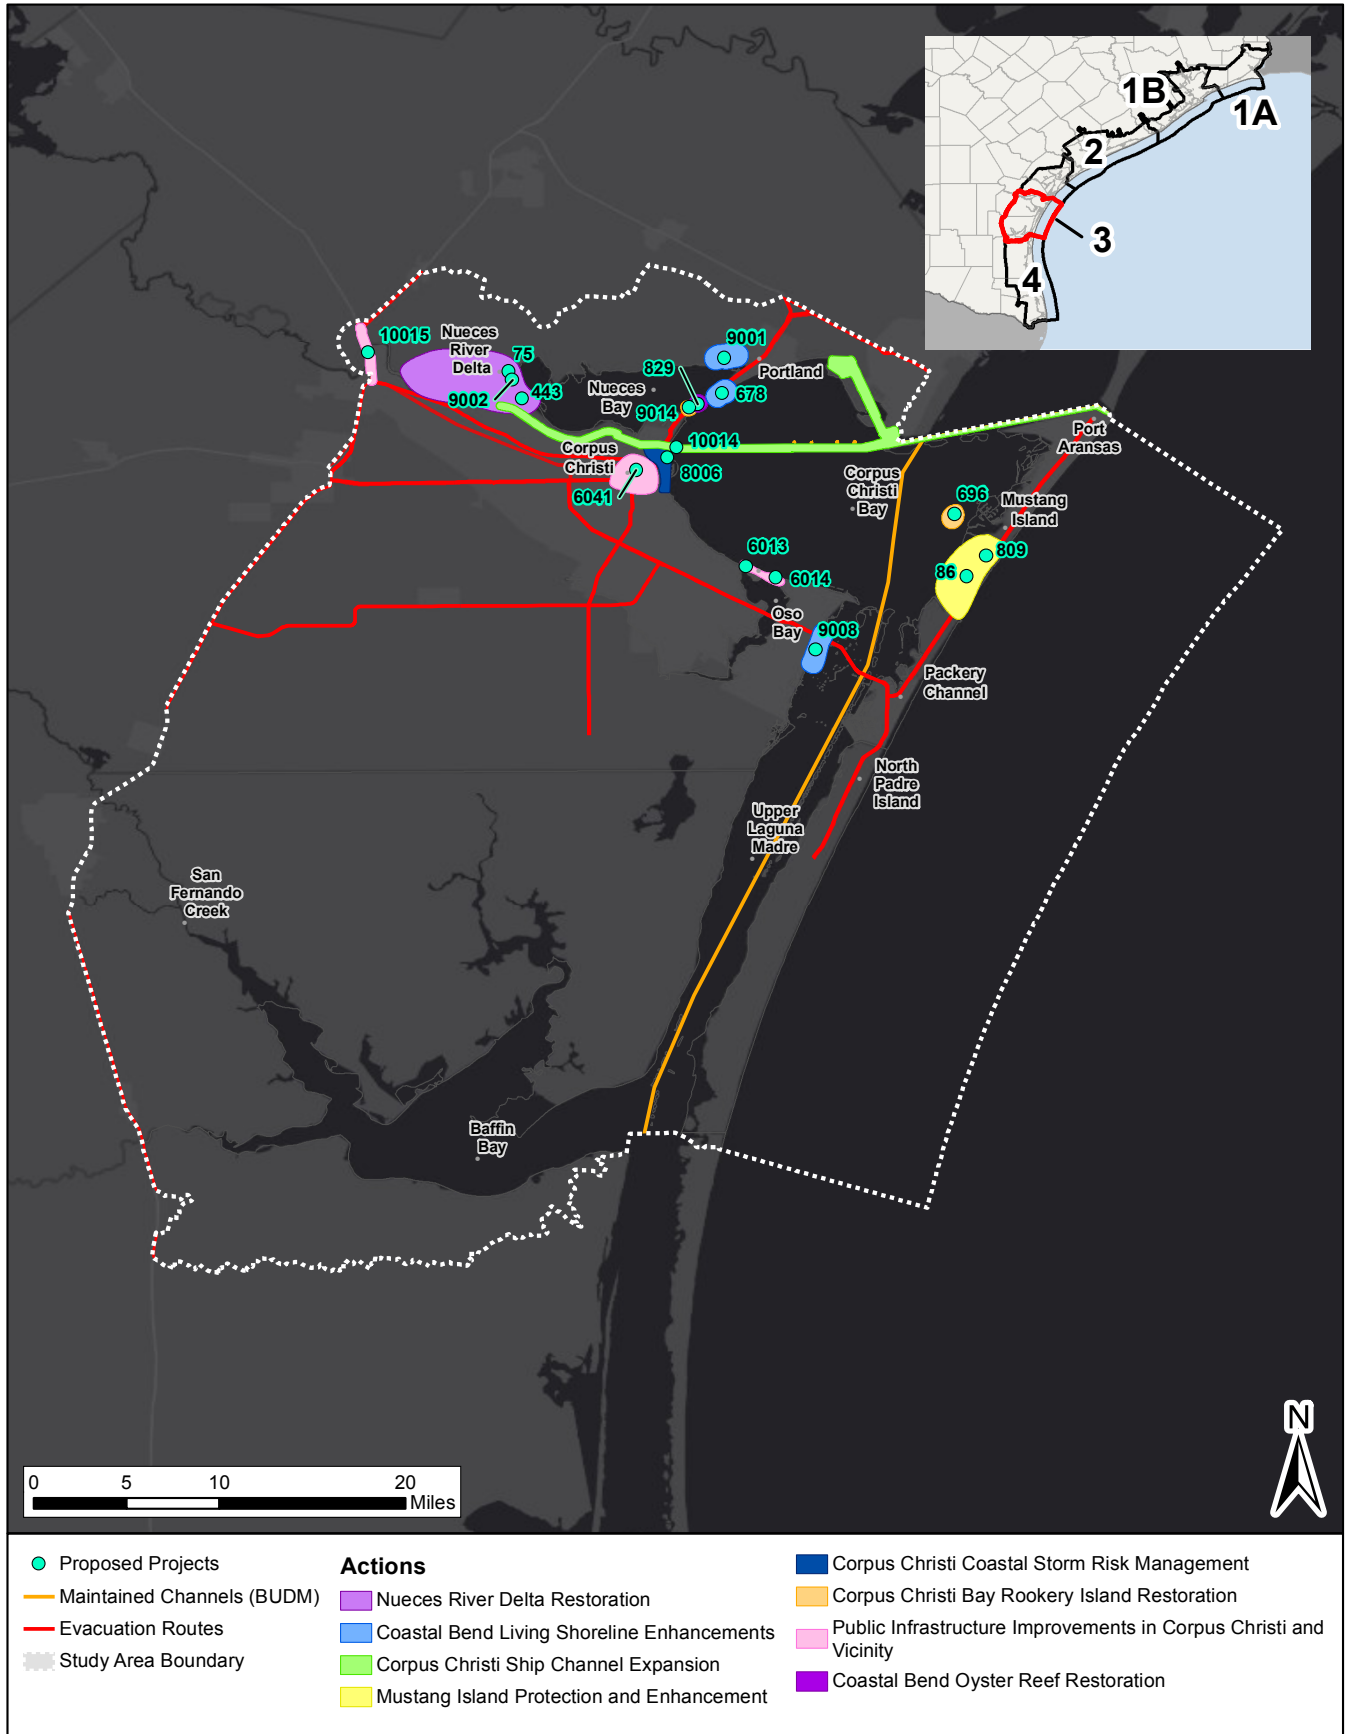 1B
1A
2
3
4
10015
Nueces
River
Delta
75
9001
829
Nueces
Bay
Portland
678
443
9002
9014
10014
Corpus
Christi
8006
6041
Corpus
Christi
Bay
Port
Aransas
696
Mustang
Island
809
86
6013
6014
Oso
Bay
9008
Packery
Channel
North
Padre
Island
Upper
Laguna
Madre
San
Fernando
Creek
Baffin
Bay
N
0 5 10 20
Miles
Proposed Projects
Maintained Channels (BUDM)
Evacuation Routes
Study Area Boundary
Actions
Nueces River Delta Restoration
Coastal Bend Living Shoreline Enhancements
Corpus Christi Ship Channel Expansion
Mustang Island Protection and Enhancement
Corpus Christi Coastal Storm Risk Management
Corpus Christi Bay Rookery Island Restoration
Public Infrastructure Improvements in Corpus Christi and
Vicinity
Coastal Bend Oyster Reef Restoration